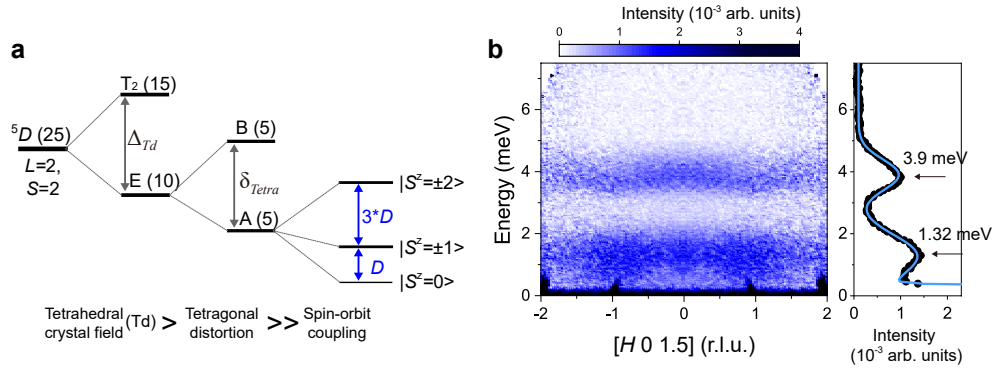 a
T₂ (15)
⁵D (25)
L=2,
S=2
Δ_Td
E (10)
B (5)
δ_Tetra
A (5)
|Sᶻ=±2>
3*D
|Sᶻ=±1>
D
|Sᶻ=0>
Tetrahedral (Td) > Tetragonal >> Spin-orbit
crystal field distortion coupling
b
Intensity (10⁻³ arb. units)
0 1 2 3 4
Energy (meV)
6
4
2
0
-2 -1 0 1 2
[H 0 1.5] (r.l.u.)
6
4
2
0
3.9 meV
1.32 meV
0 1 2
Intensity
(10⁻³ arb. units)